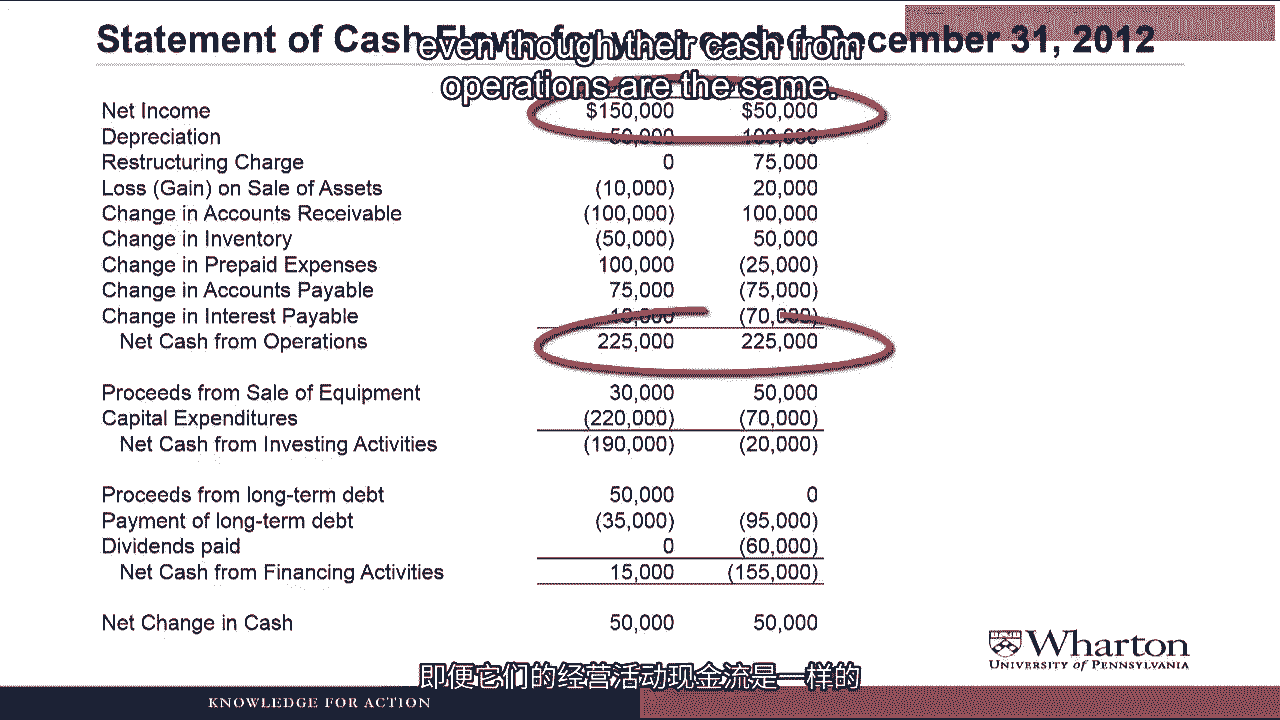 Statement of Cash Flows for year ended December 31, 2012
even though their cash from
operations are the same.
Net Income $150,000 $50,000
Depreciation 50,000 100,000
Restructuring Charge 0 75,000
Loss (Gain) on Sale of Assets (10,000) 20,000
Change in Accounts Receivable (100,000) 100,000
Change in Inventory (50,000) 50,000
Change in Prepaid Expenses 100,000 (25,000)
Change in Accounts Payable 75,000 (75,000)
Change in Interest Payable 10,000 (70,000)
Net Cash from Operations 225,000 225,000
Proceeds from Sale of Equipment 30,000 50,000
Capital Expenditures (220,000) (70,000)
Net Cash from Investing Activities (190,000) (20,000)
Proceeds from long-term debt 50,000 0
Payment of long-term debt (35,000) (95,000)
Dividends paid 0 (60,000)
Net Cash from Financing Activities 15,000 (155,000)
Net Change in Cash 50,000 50,000
Wharton
UNIVERSITY of PENNSYLVANIA
即便它们的经营活动现金流是一样的
KNOWLEDGE FOR ACTION